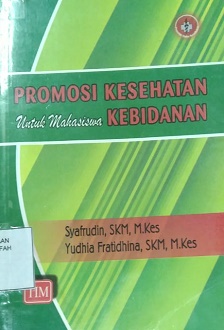 PROMOSI KESEHATAN
Untuk Mahasiswa KEBIDANAN
Syafrudin, SKM, M.Kes
Yudhia Fratidhina, SKM, M.Kes
TIM